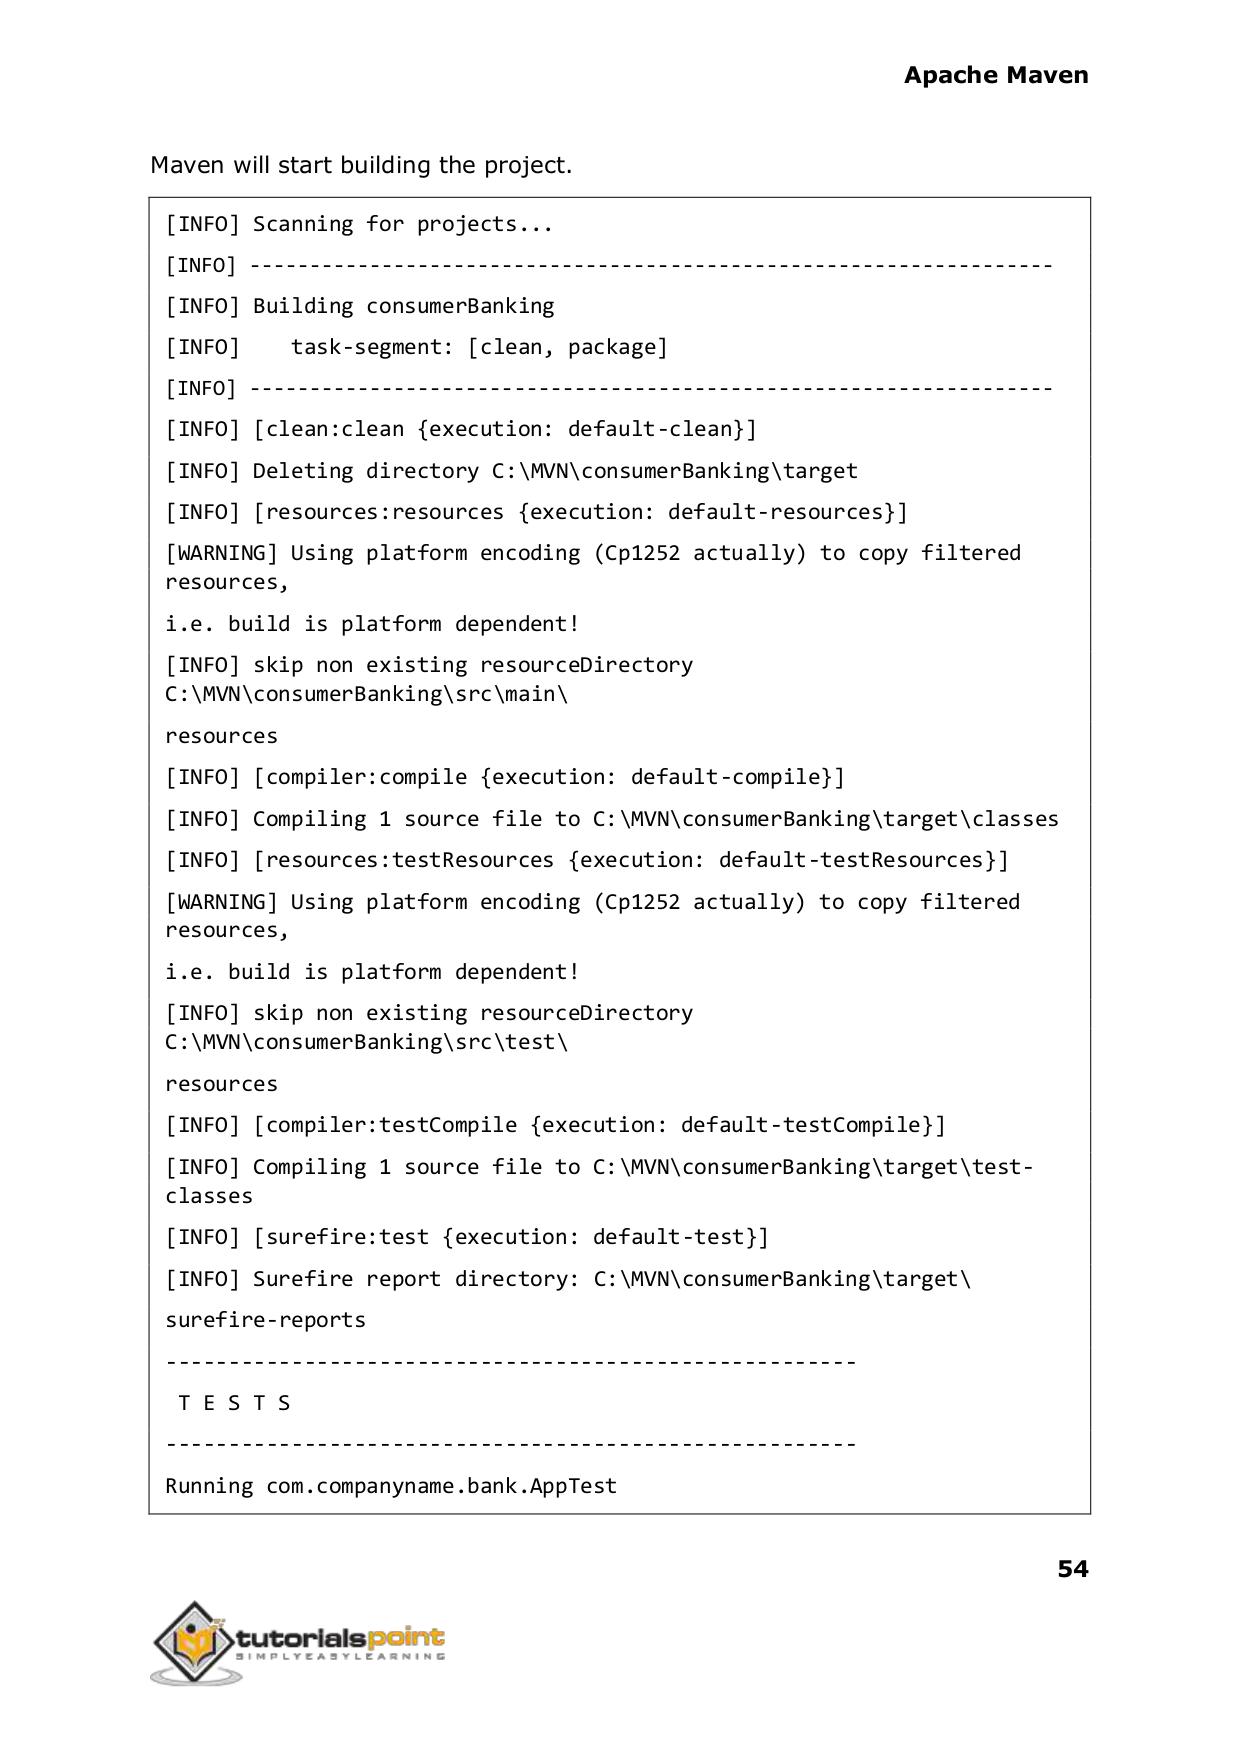 Apache Maven
Maven will start building the project.
[INFO] Scanning for projects...
[INFO] -------------------------------------------------------------------
[INFO] Building consumerBanking
[INFO]    task-segment: [clean, package]
[INFO] -------------------------------------------------------------------
[INFO] [clean:clean {execution: default-clean}]
[INFO] Deleting directory C:\MVN\consumerBanking\target
[INFO] [resources:resources {execution: default-resources}]
[WARNING] Using platform encoding (Cp1252 actually) to copy filtered
resources,
i.e. build is platform dependent!
[INFO] skip non existing resourceDirectory
C:\MVN\consumerBanking\src\main\
resources
[INFO] [compiler:compile {execution: default-compile}]
[INFO] Compiling 1 source file to C:\MVN\consumerBanking\target\classes
[INFO] [resources:testResources {execution: default-testResources}]
[WARNING] Using platform encoding (Cp1252 actually) to copy filtered
resources,
i.e. build is platform dependent!
[INFO] skip non existing resourceDirectory
C:\MVN\consumerBanking\src\test\
resources
[INFO] [compiler:testCompile {execution: default-testCompile}]
[INFO] Compiling 1 source file to C:\MVN\consumerBanking\target\test-
classes
[INFO] [surefire:test {execution: default-test}]
[INFO] Surefire report directory: C:\MVN\consumerBanking\target\
surefire-reports
-------------------------------------------------------
 T E S T S
-------------------------------------------------------
Running com.companyname.bank.AppTest
54
tutorialspoint
SIMPLYEASYLEARNING